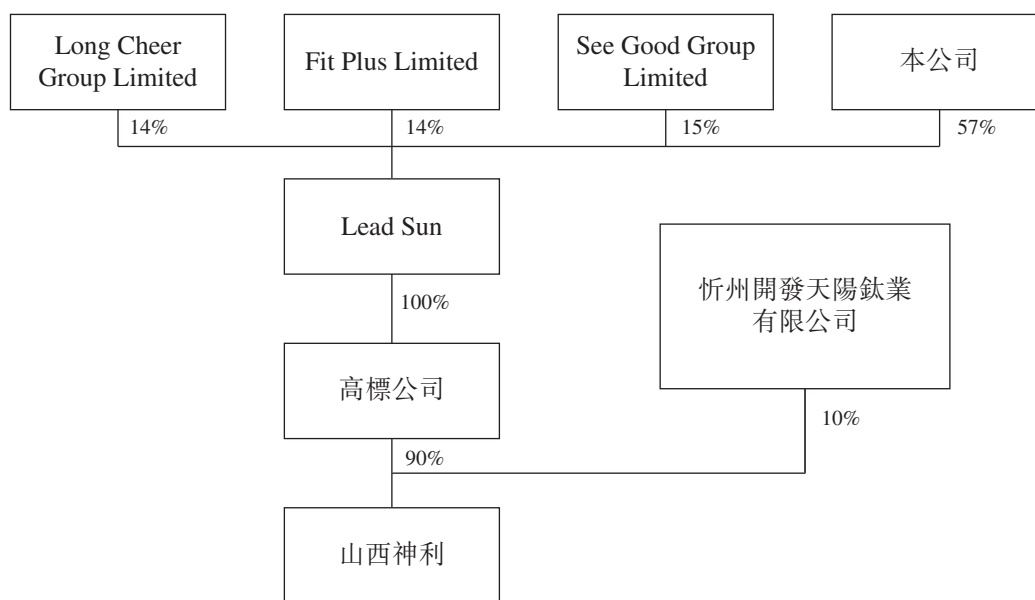 Long Cheer
Group Limited
Fit Plus Limited
See Good Group
Limited
本公司
14%
14%
15%
57%
Lead Sun
忻州開發天陽鈦業
有限公司
100%
高標公司
10%
90%
山西神利